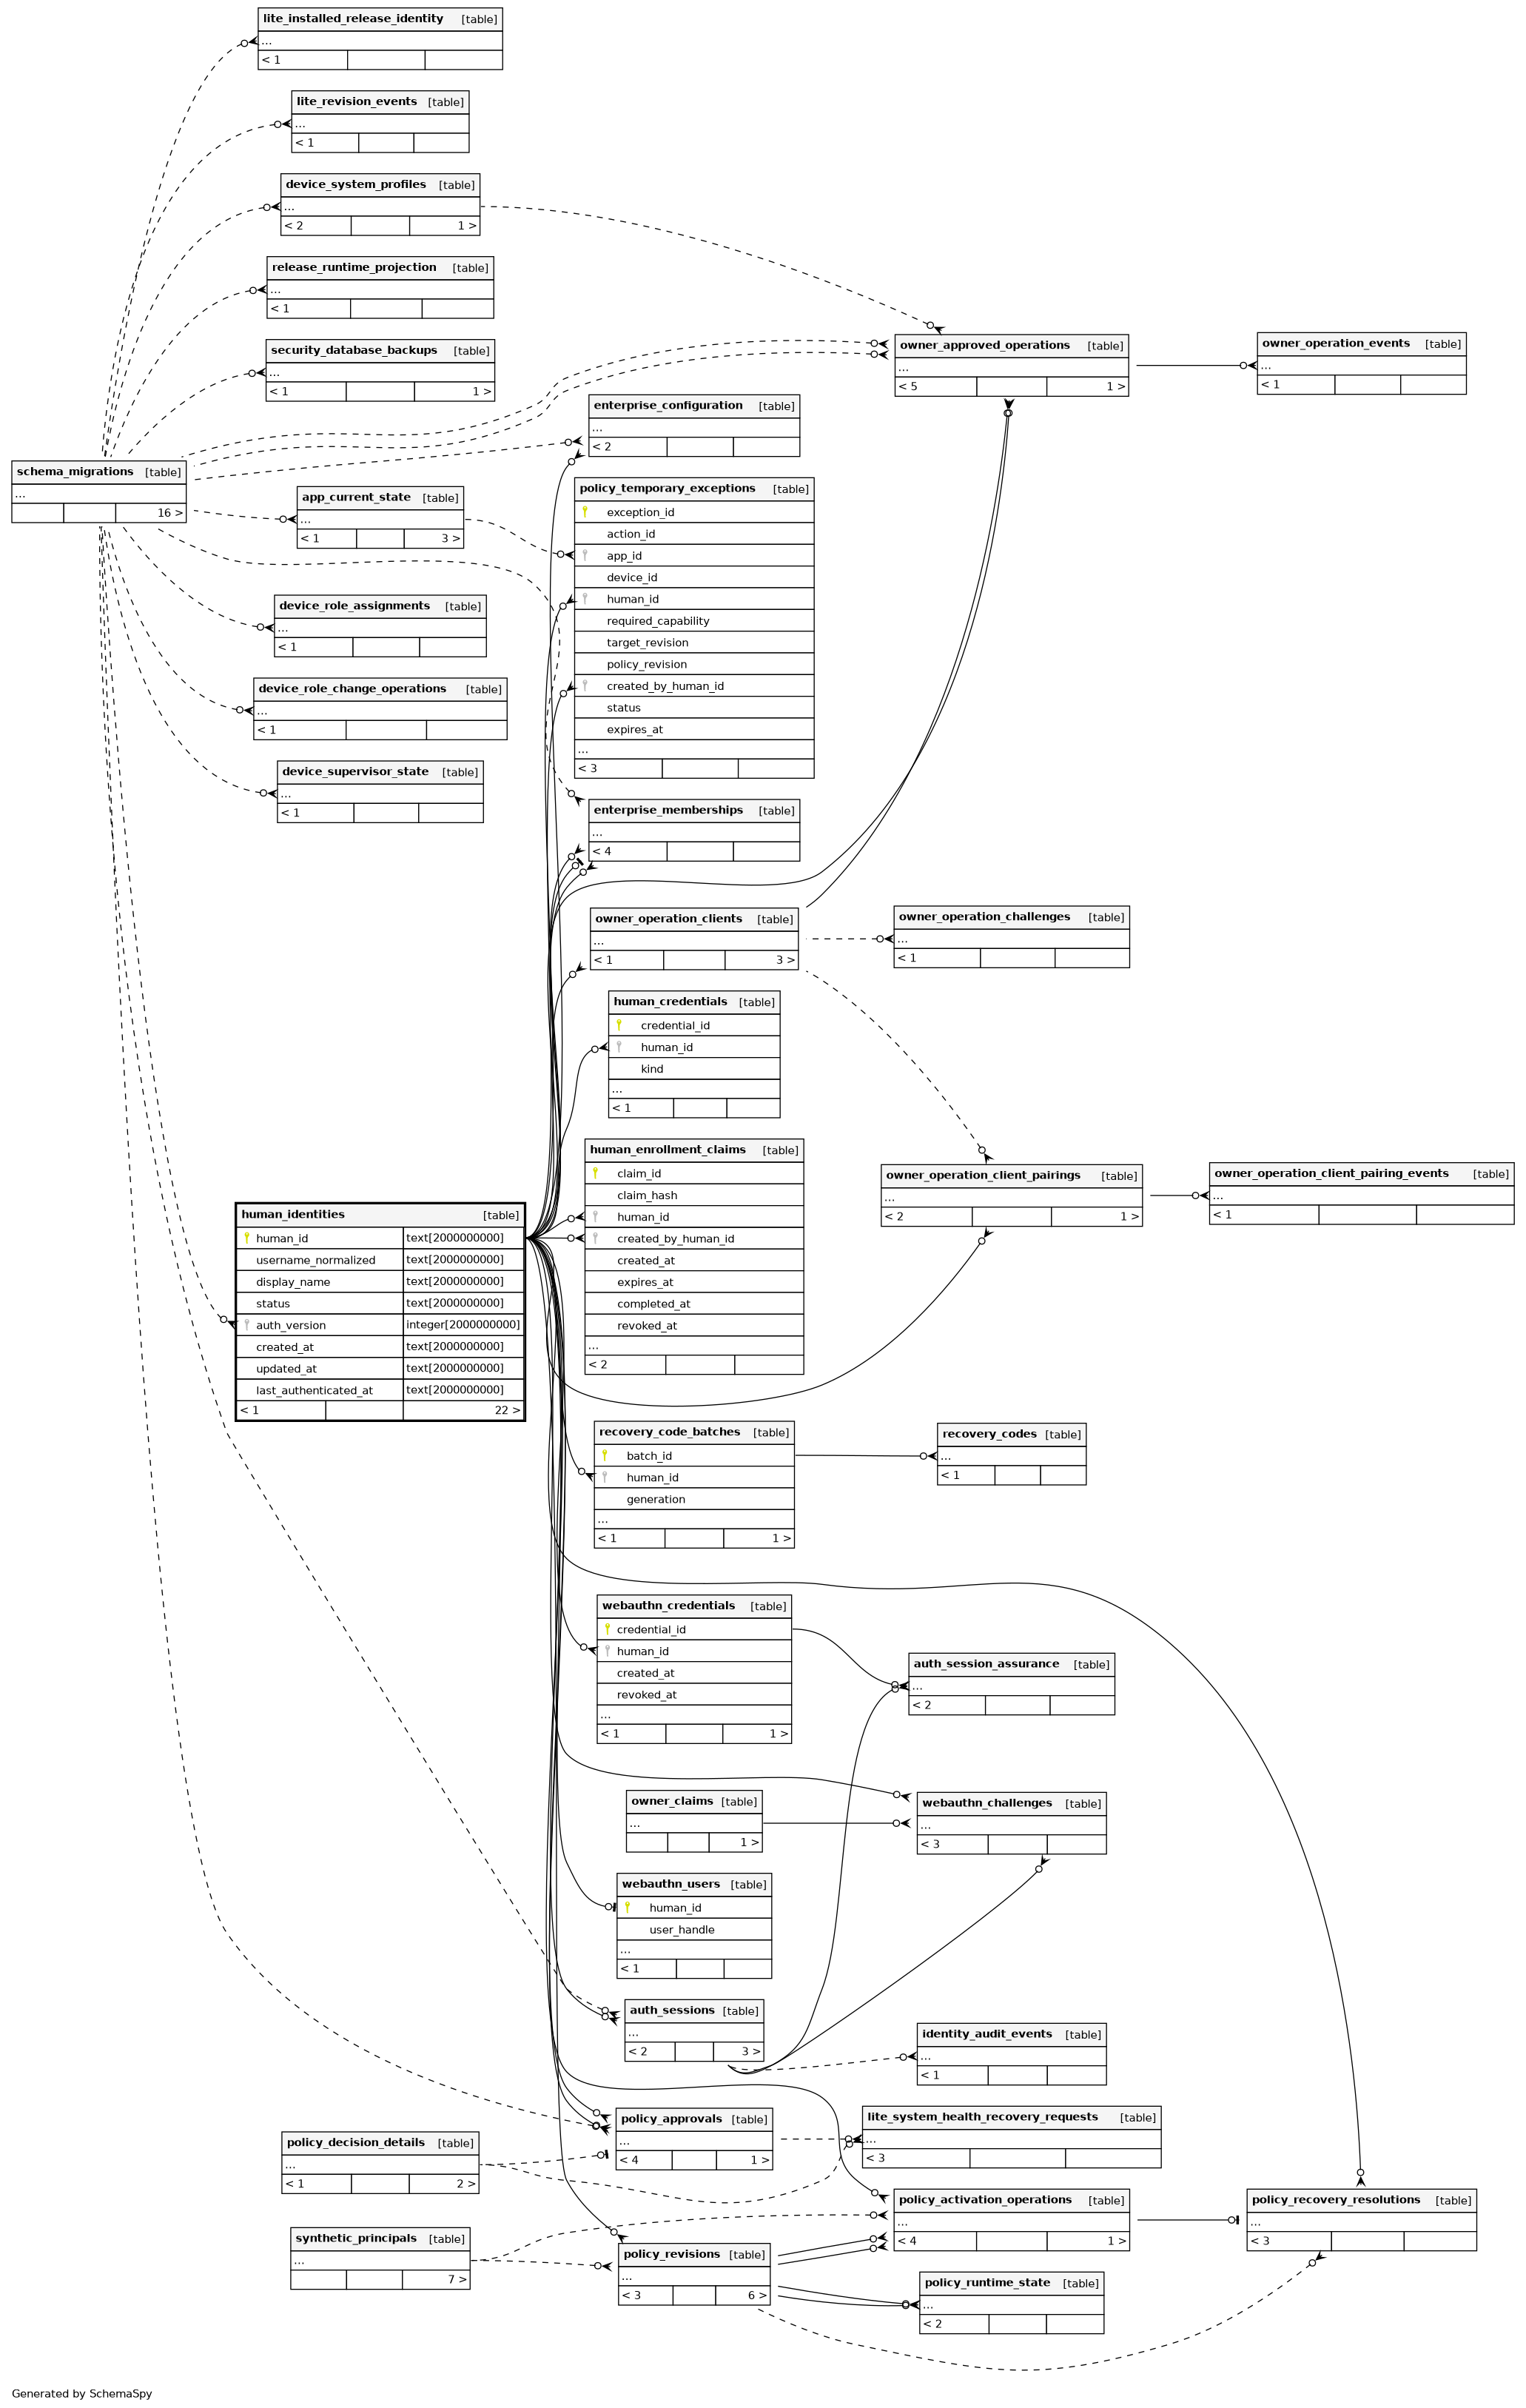 lite_installed_release_identity [table]
...
< 1
lite_revision_events [table]
...
< 1
device_system_profiles [table]
...
< 2 1 >
release_runtime_projection [table]
...
< 1
security_database_backups [table]
...
< 1 1 >
owner_approved_operations [table]
...
< 5 1 >
owner_operation_events [table]
...
< 1
enterprise_configuration [table]
...
< 2
schema_migrations [table]
...
16 >
app_current_state [table]
...
< 1 3 >
policy_temporary_exceptions [table]
exception_id
action_id
app_id
device_id
human_id
required_capability
target_revision
policy_revision
created_by_human_id
status
expires_at
...
< 3
device_role_assignments [table]
...
< 1
device_role_change_operations [table]
...
< 1
device_supervisor_state [table]
...
< 1
enterprise_memberships [table]
...
< 4
owner_operation_clients [table]
...
< 1 3 >
owner_operation_challenges [table]
...
< 1
human_credentials [table]
credential_id
human_id
kind
...
< 1
human_enrollment_claims [table]
claim_id
claim_hash
human_id
created_by_human_id
created_at
expires_at
completed_at
revoked_at
...
< 2
owner_operation_client_pairings [table]
...
< 2 1 >
owner_operation_client_pairing_events [table]
...
< 1
human_identities [table]
human_id text[2000000000]
username_normalized text[2000000000]
display_name text[2000000000]
status text[2000000000]
auth_version integer[2000000000]
created_at text[2000000000]
updated_at text[2000000000]
last_authenticated_at text[2000000000]
< 1 22 >
recovery_code_batches [table]
batch_id
human_id
generation
...
< 1 1 >
recovery_codes [table]
...
< 1
webauthn_credentials [table]
credential_id
human_id
created_at
revoked_at
...
< 1 1 >
auth_session_assurance [table]
...
< 2
owner_claims [table]
...
1 >
webauthn_challenges [table]
...
< 3
webauthn_users [table]
human_id
user_handle
...
< 1
auth_sessions [table]
...
< 2 3 >
identity_audit_events [table]
...
< 1
policy_approvals [table]
...
< 4 1 >
lite_system_health_recovery_requests [table]
...
< 3
policy_decision_details [table]
...
< 1 2 >
policy_activation_operations [table]
...
< 4 1 >
policy_recovery_resolutions [table]
...
< 3
synthetic_principals [table]
...
7 >
policy_revisions [table]
...
< 3 6 >
policy_runtime_state [table]
...
< 2
Generated by SchemaSpy